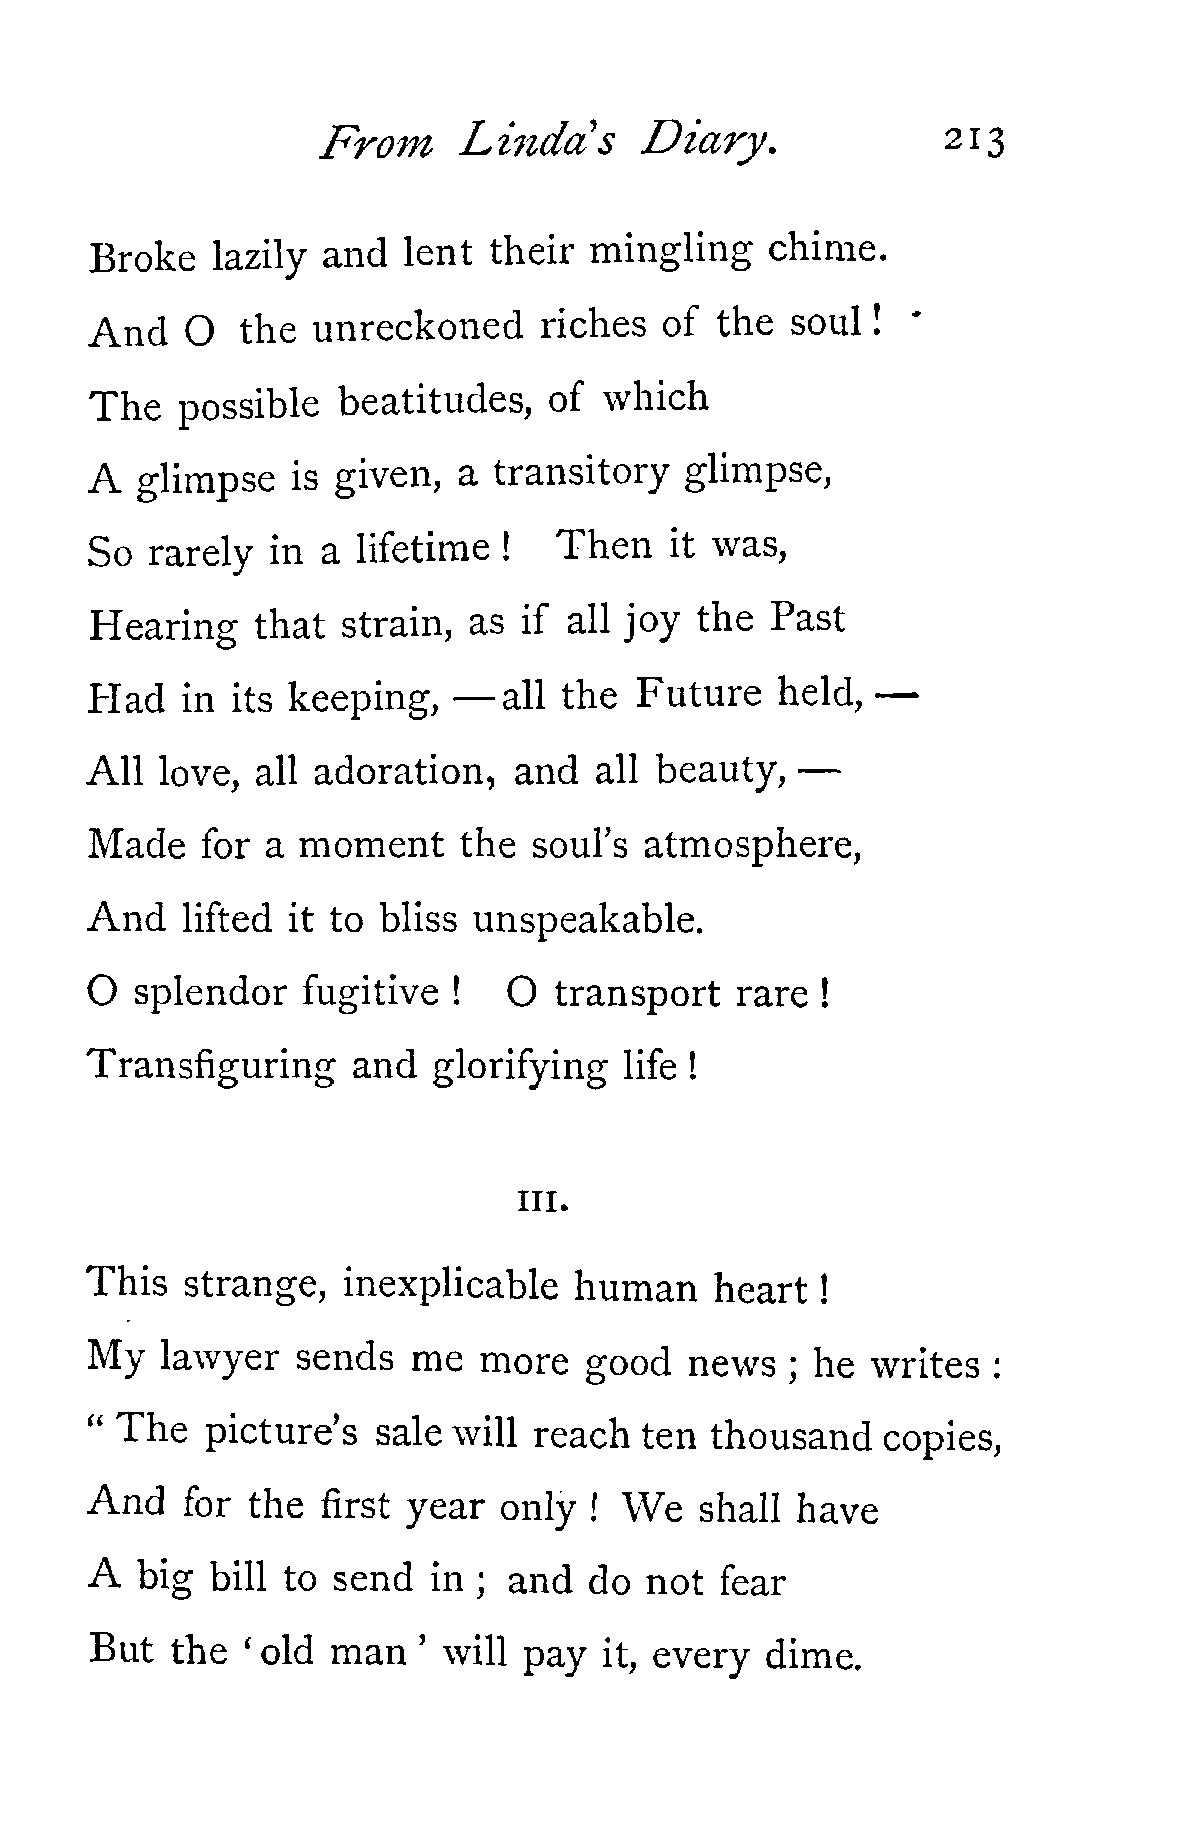 From Linda's Diary. 213
Broke lazily and lent their mingling chime.
And O the unreckoned riches of the soul!
The possible beatitudes, of which
A glimpse is given, a transitory glimpse,
So rarely in a lifetime! Then it was,
Hearing that strain, as if all joy the Past
Had in its keeping, — all the Future held, —
All love, all adoration, and all beauty, —
Made for a moment the soul's atmosphere,
And lifted it to bliss unspeakable.
O splendor fugitive! O transport rare!
Transfiguring and glorifying life!
III.
This strange, inexplicable human heart!
My lawyer sends me more good news; he writes:
"The picture's sale will reach ten thousand copies,
And for the first year only! We shall have
A big bill to send in; and do not fear
But the 'old man' will pay it, every dime.